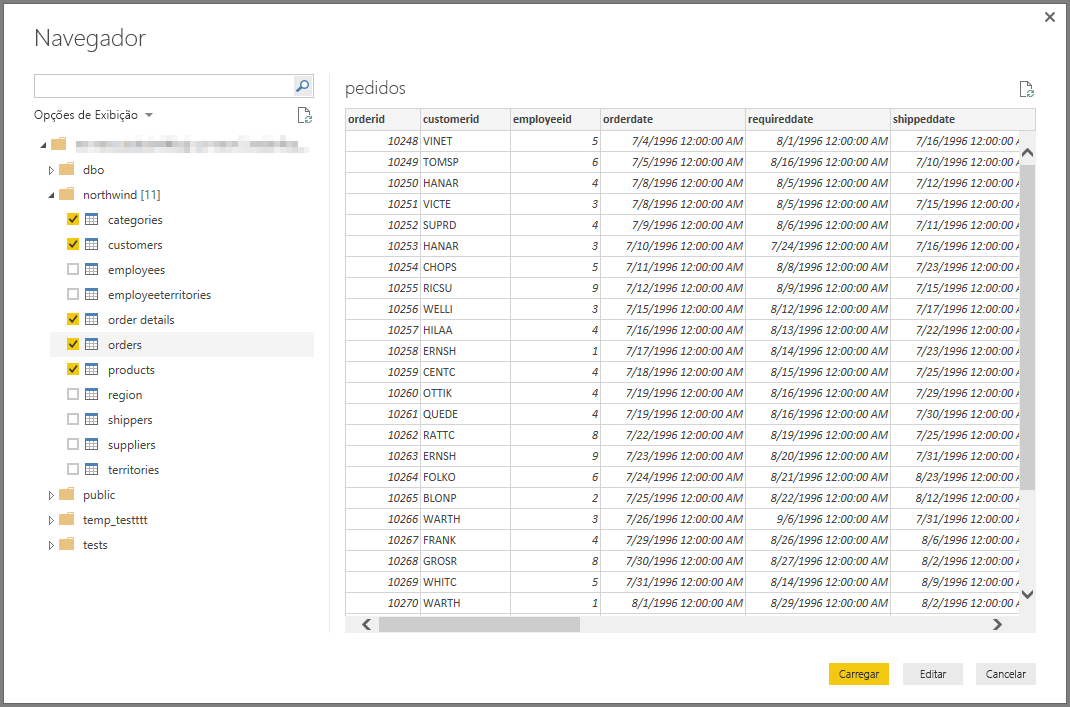 Navegador
Opções de Exibição
dbo
northwind [11]
categories
customers
employees
employeeterritories
order details
orders
products
region
shippers
suppliers
territories
public
temp_testttt
tests
pedidos
orderid customerid employeeid orderdate requireddate shippeddate
10248 VINET 5 7/4/1996 12:00:00 AM 8/1/1996 12:00:00 AM 7/16/1996 12:00:00
10249 TOMSP 6 7/5/1996 12:00:00 AM 8/16/1996 12:00:00 AM 7/10/1996 12:00:00
10250 HANAR 4 7/8/1996 12:00:00 AM 8/5/1996 12:00:00 AM 7/12/1996 12:00:00
10251 VICTE 3 7/8/1996 12:00:00 AM 8/5/1996 12:00:00 AM 7/15/1996 12:00:00
10252 SUPRD 4 7/9/1996 12:00:00 AM 8/6/1996 12:00:00 AM 7/11/1996 12:00:00
10253 HANAR 3 7/10/1996 12:00:00 AM 7/24/1996 12:00:00 AM 7/16/1996 12:00:00
10254 CHOPS 5 7/11/1996 12:00:00 AM 8/8/1996 12:00:00 AM 7/23/1996 12:00:00
10255 RICSU 9 7/12/1996 12:00:00 AM 8/9/1996 12:00:00 AM 7/15/1996 12:00:00
10256 WELLI 3 7/15/1996 12:00:00 AM 8/12/1996 12:00:00 AM 7/17/1996 12:00:00
10257 HILAA 4 7/16/1996 12:00:00 AM 8/13/1996 12:00:00 AM 7/22/1996 12:00:00
10258 ERNSH 1 7/17/1996 12:00:00 AM 8/14/1996 12:00:00 AM 7/23/1996 12:00:00
10259 CENTC 4 7/18/1996 12:00:00 AM 8/15/1996 12:00:00 AM 7/25/1996 12:00:00
10260 OTTIK 4 7/19/1996 12:00:00 AM 8/16/1996 12:00:00 AM 7/29/1996 12:00:00
10261 QUEDE 4 7/19/1996 12:00:00 AM 8/16/1996 12:00:00 AM 7/30/1996 12:00:00
10262 RATTC 8 7/22/1996 12:00:00 AM 8/19/1996 12:00:00 AM 7/25/1996 12:00:00
10263 ERNSH 9 7/23/1996 12:00:00 AM 8/20/1996 12:00:00 AM 7/31/1996 12:00:00
10264 FOLKO 6 7/24/1996 12:00:00 AM 8/21/1996 12:00:00 AM 8/23/1996 12:00:00
10265 BLONP 2 7/25/1996 12:00:00 AM 8/22/1996 12:00:00 AM 8/12/1996 12:00:00
10266 WARTH 3 7/26/1996 12:00:00 AM 9/6/1996 12:00:00 AM 7/31/1996 12:00:00
10267 FRANK 4 7/29/1996 12:00:00 AM 8/26/1996 12:00:00 AM 8/6/1996 12:00:00
10268 GROSR 8 7/30/1996 12:00:00 AM 8/27/1996 12:00:00 AM 8/2/1996 12:00:00
10269 WHITC 5 7/31/1996 12:00:00 AM 8/14/1996 12:00:00 AM 8/9/1996 12:00:00
10270 WARTH 1 8/1/1996 12:00:00 AM 8/29/1996 12:00:00 AM 8/2/1996 12:00:00
Carregar Editar Cancelar